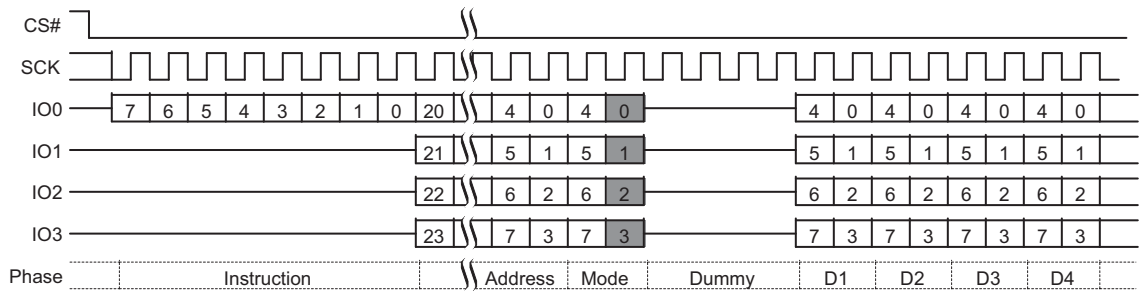 CS#
SCK
IO0 7 6 5 4 3 2 1 0 20 4 0 4 0 4 0 4 0 4 0 4 0
IO1 21 5 1 5 1 5 1 5 1 5 1 5 1
IO2 22 6 2 6 2 6 2 6 2 6 2 6 2
IO3 23 7 3 7 3 7 3 7 3 7 3 7 3
Phase Instruction Address Mode Dummy D1 D2 D3 D4